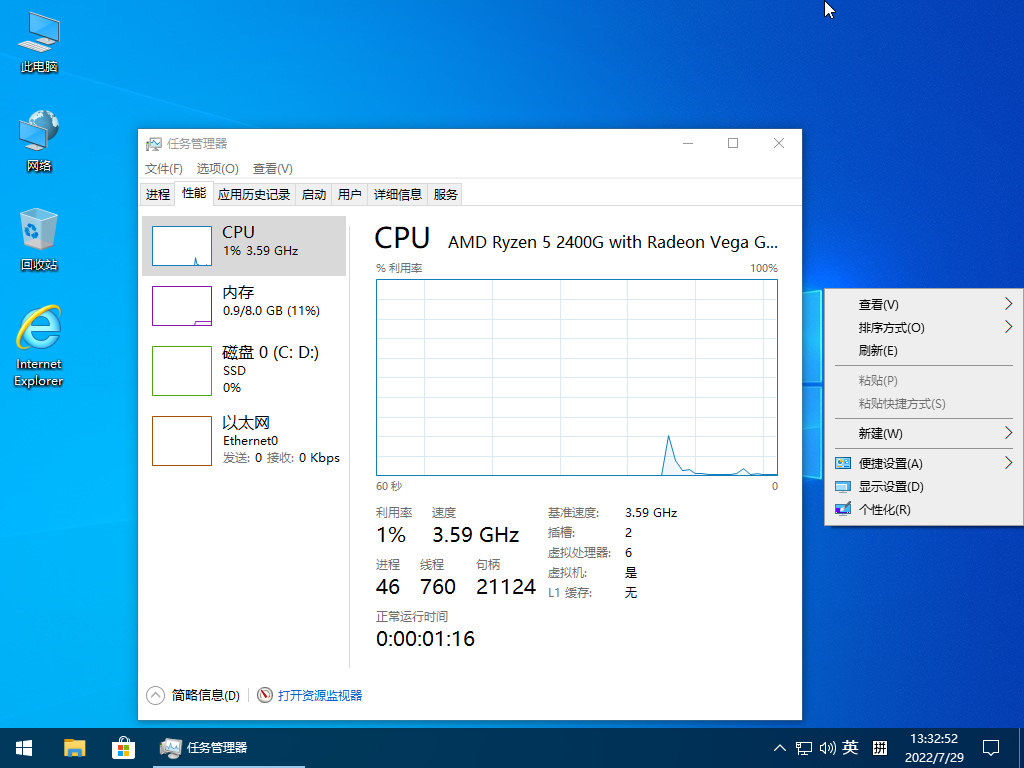 此电脑
网络
回收站
Internet
Explorer
任务管理器
文件(F) 选项(O) 查看(V)
进程 性能 应用历史记录 启动 用户 详细信息 服务
CPU
1% 3.59 GHz
内存
0.9/8.0 GB (11%)
磁盘 0 (C: D:)
SSD
0%
以太网
Ethernet0
发送: 0 接收: 0 Kbps
CPU AMD Ryzen 5 2400G with Radeon Vega G...
% 利用率 100%
60 秒 0
利用率 速度
1% 3.59 GHz
进程 线程 句柄
46 760 21124
正常运行时间
0:00:01:16
基准速度: 3.59 GHz
插槽: 2
虚拟处理器: 6
虚拟机: 是
L1 缓存: 无
简略信息(D) 打开资源监视器
查看(V)
排序方式(O)
刷新(E)
粘贴(P)
粘贴快捷方式(S)
新建(W)
便捷设置(A)
显示设置(D)
个性化(R)
任务管理器
英 拼
13:32:52
2022/7/29